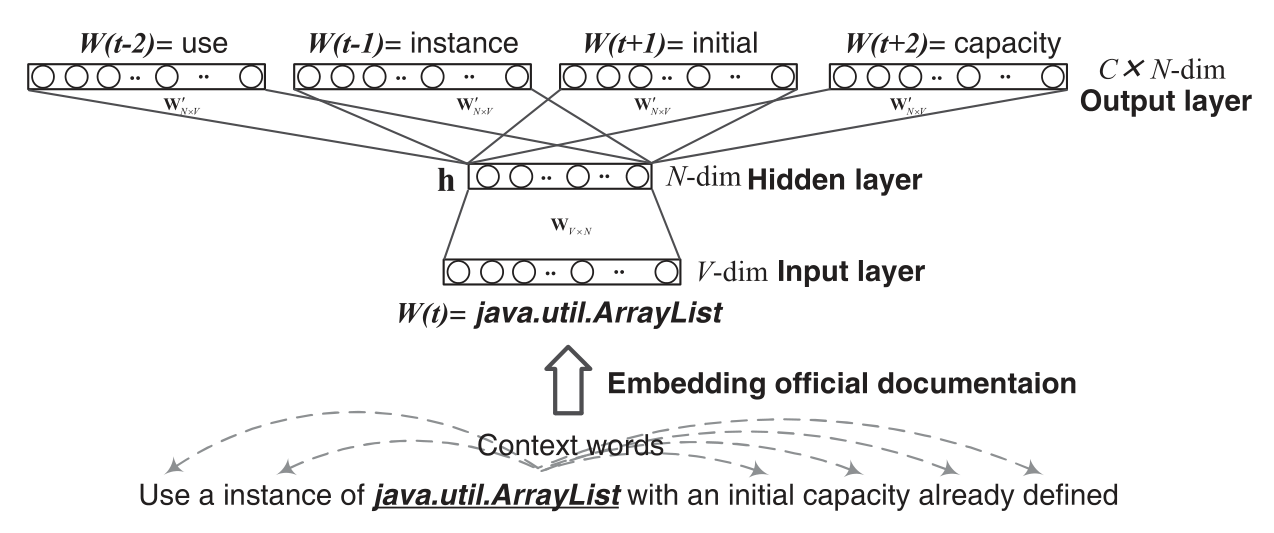 W(t-2)= use W(t-1)= instance W(t+1)= initial W(t+2)= capacity
C × N-dim
Output layer
W'N×V W'N×V W'N×V W'N×V
h N-dim Hidden layer
WV×N
V-dim Input layer
W(t)= java.util.ArrayList
Embedding official documentaion
Context words
Use a instance of java.util.ArrayList with an initial capacity already defined